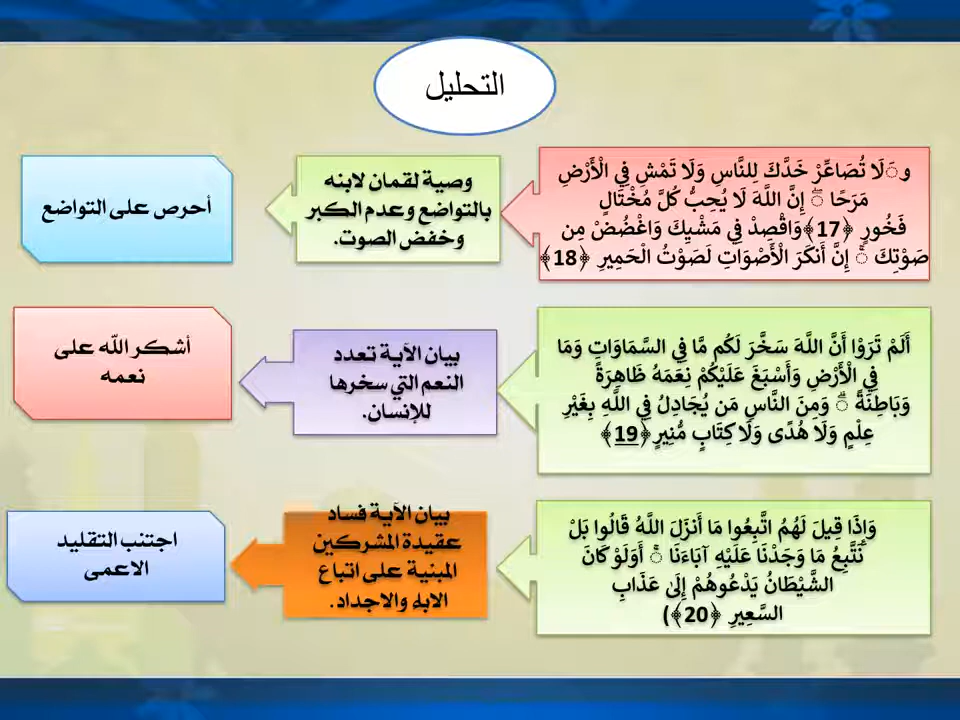 التحليل
وَلَا تُصَاعِّرْ خَدَّكَ لِلنَّاسِ وَلَا تَمْشِ فِي الْأَرْضِ
مَرَحًا ۖ إِنَّ اللَّهَ لَا يُحِبُّ كُلَّ مُخْتَالٍ
فَخُورٍ ﴿17﴾وَاقْصِدْ فِي مَشْيِكَ وَاغْضُضْ مِن
صَوْتِكَ ۚ إِنَّ أَنكَرَ الْأَصْوَاتِ لَصَوْتُ الْحَمِيرِ ﴿18﴾
وصية لقمان لابنه
بالتواضع وعدم الكبر
وخفض الصوت.
أحرص على التواضع
أَلَمْ تَرَوْا أَنَّ اللَّهَ سَخَّرَ لَكُم مَّا فِي السَّمَاوَاتِ وَمَا
فِي الْأَرْضِ وَأَسْبَغَ عَلَيْكُمْ نِعَمَهُ ظَاهِرَةً
وَبَاطِنَةً ۗ وَمِنَ النَّاسِ مَن يُجَادِلُ فِي اللَّهِ بِغَيْرِ
عِلْمٍ وَلَا هُدًى وَلَا كِتَابٍ مُّنِيرٍ﴿19﴾
بيان الآية تعدد
النعم التي سخرها
للإنسان.
أشكر الله على
نعمه
وَإِذَا قِيلَ لَهُمُ اتَّبِعُوا مَا أَنزَلَ اللَّهُ قَالُوا بَلْ
نَتَّبِعُ مَا وَجَدْنَا عَلَيْهِ آبَاءَنَا ۚ أَوَلَوْ كَانَ
الشَّيْطَانُ يَدْعُوهُمْ إِلَىٰ عَذَابِ
السَّعِيرِ ﴿20﴾)
بيان الآية فساد
عقيدة المشركين
المبنية على اتباع
الاباء والاجداد.
اجتنب التقليد
الاعمى